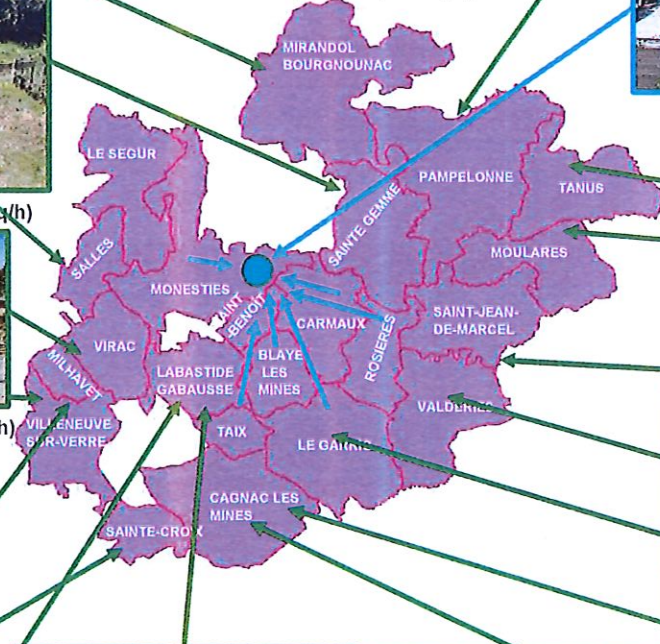 MIRANDOL
BOURGNOUNAC
LE SEGUR
PAMPELONNE
TANUS
q/h)
SAINTE GEMME
SALLES
MOULARES
MONESTIES
SAINT
BENOIT
CARMAUX
SAINT-JEAN-
DE-MARCEL
VIRAC
ROSIERES
MILHAVET
LABASTIDE
GABAUSSE
BLAYE
LES
MINES
VALDERIES
h)
VILLENEUVE
SUR-VERRE
TAIX
LE GARRIC
CAGNAC LES
MINES
SAINTE-CROIX